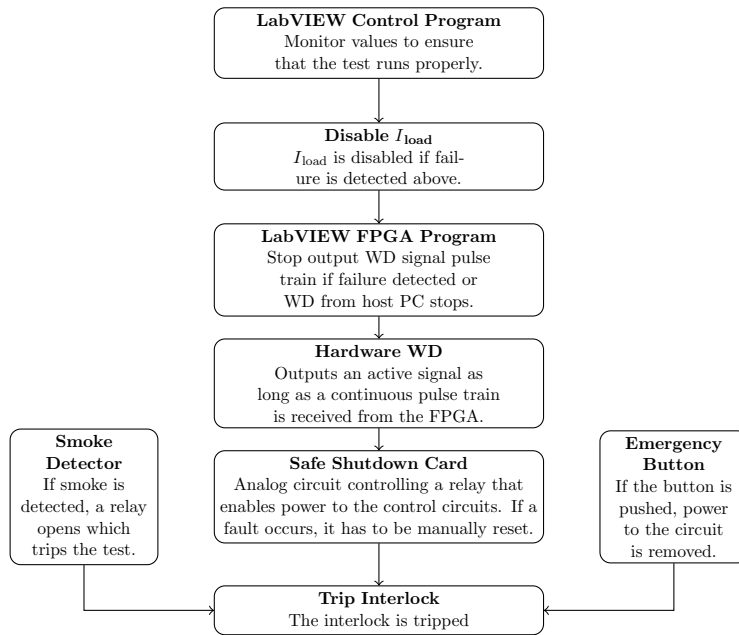 LabVIEW Control Program
Monitor values to ensure
that the test runs properly.
Disable I_load
I_load is disabled if fail-
ure is detected above.
LabVIEW FPGA Program
Stop output WD signal pulse
train if failure detected or
WD from host PC stops.
Hardware WD
Outputs an active signal as
long as a continuous pulse train
is received from the FPGA.
Smoke
Detector
If smoke is
detected, a relay
opens which
trips the test.
Safe Shutdown Card
Analog circuit controlling a relay that
enables power to the control circuits. If a
fault occurs, it has to be manually reset.
Emergency
Button
If the button is
pushed, power
to the circuit
is removed.
Trip Interlock
The interlock is tripped